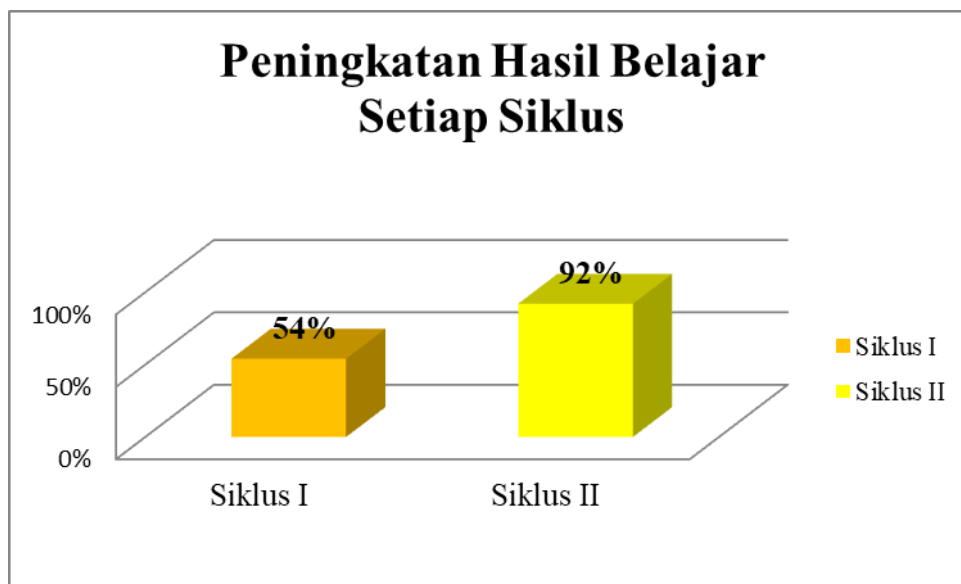 Peningkatan Hasil Belajar
Setiap Siklus
100%
50%
0%
54%
92%
Siklus I
Siklus II
Siklus I
Siklus II